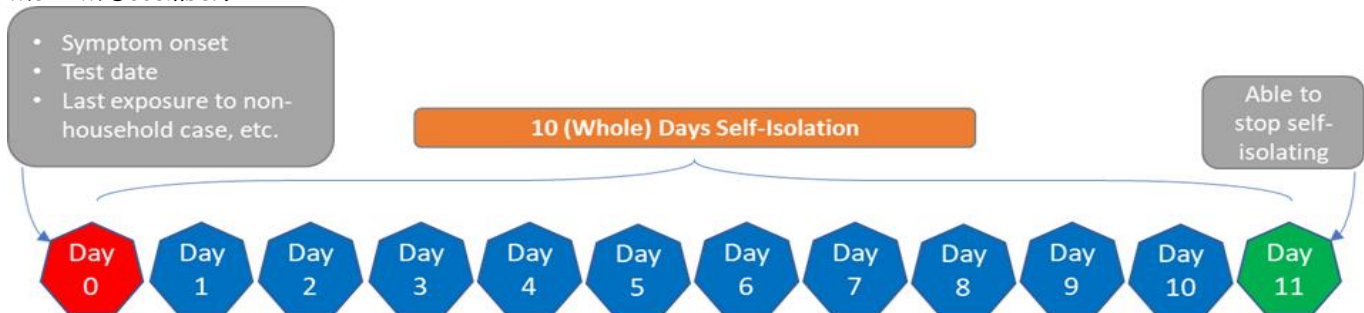 • Symptom onset
• Test date
• Last exposure to non-
household case, etc.
10 (Whole) Days Self-Isolation
Able to
stop self-
isolating
Day
0
Day
1
Day
2
Day
3
Day
4
Day
5
Day
6
Day
7
Day
8
Day
9
Day
10
Day
11